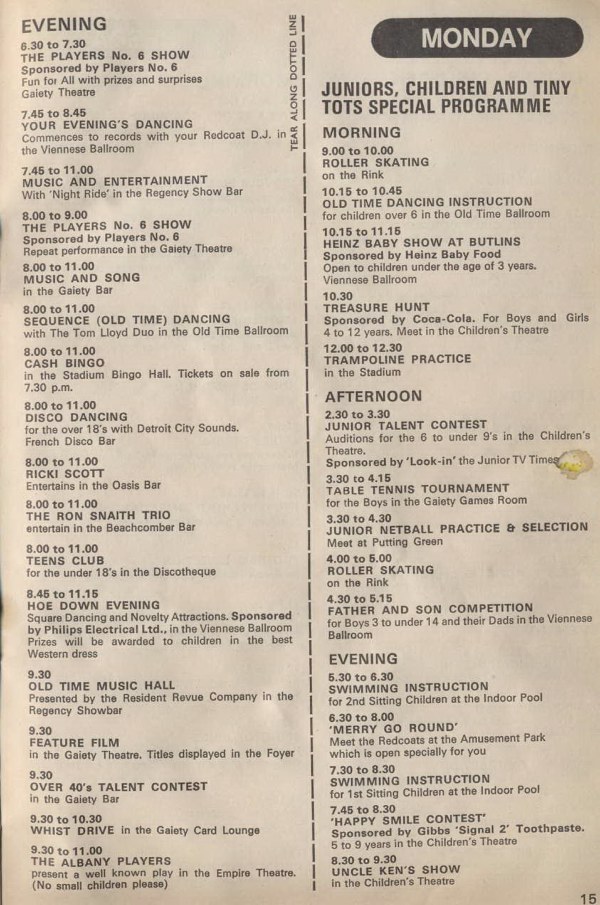 EVENING
6.30 to 7.30
THE PLAYERS No. 6 SHOW
Sponsored by Players No. 6
Fun for All with prizes and surprises
Gaiety Theatre
7.45 to 8.45
YOUR EVENING'S DANCING
Commences to records with your Redcoat D.J. in
the Viennese Ballroom
7.45 to 11.00
MUSIC AND ENTERTAINMENT
With 'Night Ride' in the Regency Show Bar
8.00 to 9.00
THE PLAYERS No. 6 SHOW
Sponsored by Players No. 6
Repeat performance in the Gaiety Theatre
8.00 to 11.00
MUSIC AND SONG
in the Gaiety Bar
8.00 to 11.00
SEQUENCE (OLD TIME) DANCING
with The Tom Lloyd Duo in the Old Time Ballroom
8.00 to 11.00
CASH BINGO
in the Stadium Bingo Hall. Tickets on sale from
7.30 p.m.
8.00 to 11.00
DISCO DANCING
for the over 18's with Detroit City Sounds.
French Disco Bar
8.00 to 11.00
RICKI SCOTT
Entertains in the Oasis Bar
8.00 to 11.00
THE RON SNAITH TRIO
entertain in the Beachcomber Bar
8.00 to 11.00
TEENS CLUB
for the under 18's in the Discotheque
8.45 to 11.15
HOE DOWN EVENING
Square Dancing and Novelty Attractions. Sponsored
by Philips Electrical Ltd., in the Viennese Ballroom
Prizes will be awarded to children in the best
Western dress
9.30
OLD TIME MUSIC HALL
Presented by the Resident Revue Company in the
Regency Showbar
9.30
FEATURE FILM
in the Gaiety Theatre. Titles displayed in the Foyer
9.30
OVER 40's TALENT CONTEST
in the Gaiety Bar
9.30 to 10.30
WHIST DRIVE in the Gaiety Card Lounge
9.30 to 11.00
THE ALBANY PLAYERS
present a well known play in the Empire Theatre.
(No small children please)
TEAR ALONG DOTTED LINE
MONDAY
JUNIORS, CHILDREN AND TINY
TOTS SPECIAL PROGRAMME
MORNING
9.00 to 10.00
ROLLER SKATING
on the Rink
10.15 to 10.45
OLD TIME DANCING INSTRUCTION
for children over 6 in the Old Time Ballroom
10.15 to 11.15
HEINZ BABY SHOW AT BUTLINS
Sponsored by Heinz Baby Food
Open to children under the age of 3 years.
Viennese Ballroom
10.30
TREASURE HUNT
Sponsored by Coca-Cola. For Boys and Girls
4 to 12 years. Meet in the Children's Theatre
12.00 to 12.30
TRAMPOLINE PRACTICE
in the Stadium
AFTERNOON
2.30 to 3.30
JUNIOR TALENT CONTEST
Auditions for the 6 to under 9's in the Children's
Theatre.
Sponsored by 'Look-in' the Junior TV Times
3.30 to 4.15
TABLE TENNIS TOURNAMENT
for the Boys in the Gaiety Games Room
3.30 to 4.30
JUNIOR NETBALL PRACTICE & SELECTION
Meet at Putting Green
4.00 to 5.00
ROLLER SKATING
on the Rink
4.30 to 5.15
FATHER AND SON COMPETITION
for Boys 3 to under 14 and their Dads in the Viennese
Ballroom
EVENING
5.30 to 6.30
SWIMMING INSTRUCTION
for 2nd Sitting Children at the Indoor Pool
6.30 to 8.00
'MERRY GO ROUND'
Meet the Redcoats at the Amusement Park
which is open specially for you
7.30 to 8.30
SWIMMING INSTRUCTION
for 1st Sitting Children at the Indoor Pool
7.45 to 8.30
'HAPPY SMILE CONTEST'
Sponsored by Gibbs 'Signal 2' Toothpaste.
5 to 9 years in the Children's Theatre
8.30 to 9.30
UNCLE KEN'S SHOW
in the Children's Theatre
15